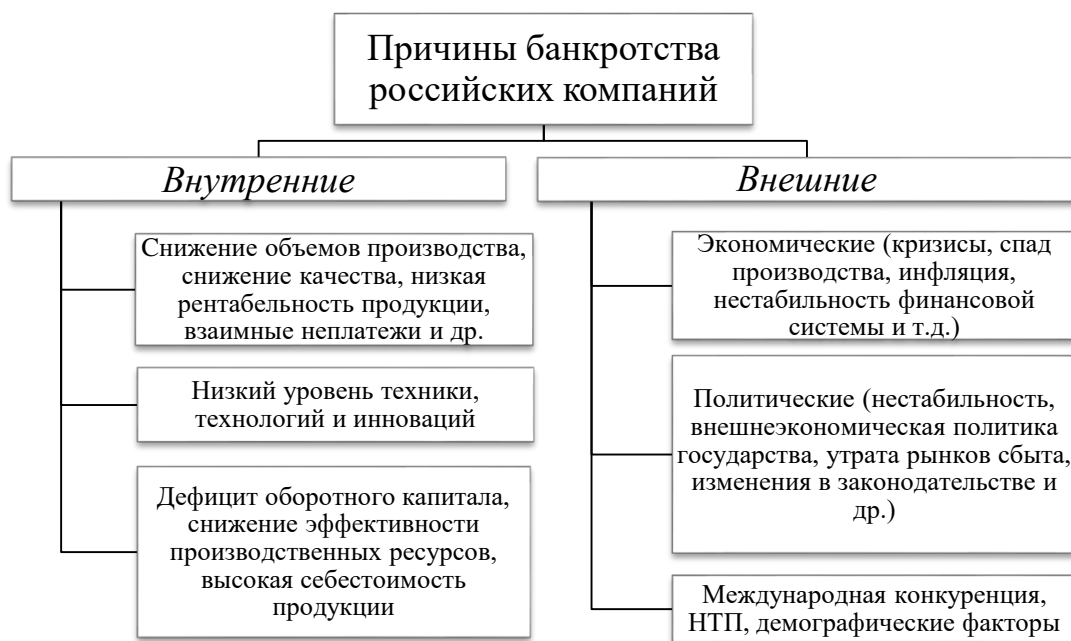 Причины банкротства
российских компаний
Внутренние
Снижение объемов производства,
снижение качества, низкая
рентабельность продукции,
взаимные неплатежи и др.
Низкий уровень техники,
технологий и инноваций
Дефицит оборотного капитала,
снижение эффективности
производственных ресурсов,
высокая себестоимость
продукции
Внешние
Экономические (кризисы, спад
производства, инфляция,
нестабильность финансовой
системы и т.д.)
Политические (нестабильность,
внешнеэкономическая политика
государства, утрата рынков сбыта,
изменения в законодательстве и
др.)
Международная конкуренция,
НТП, демографические факторы